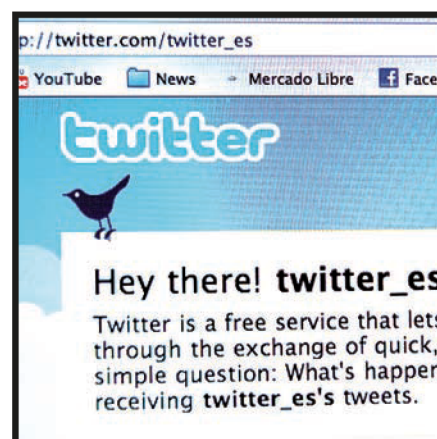 p://twitter.com/twitter_es
YouTube News Mercado Libre Face
twitter
Hey there! twitter_es
Twitter is a free service that lets
through the exchange of quick,
simple question: What's happen
receiving twitter_es's tweets.